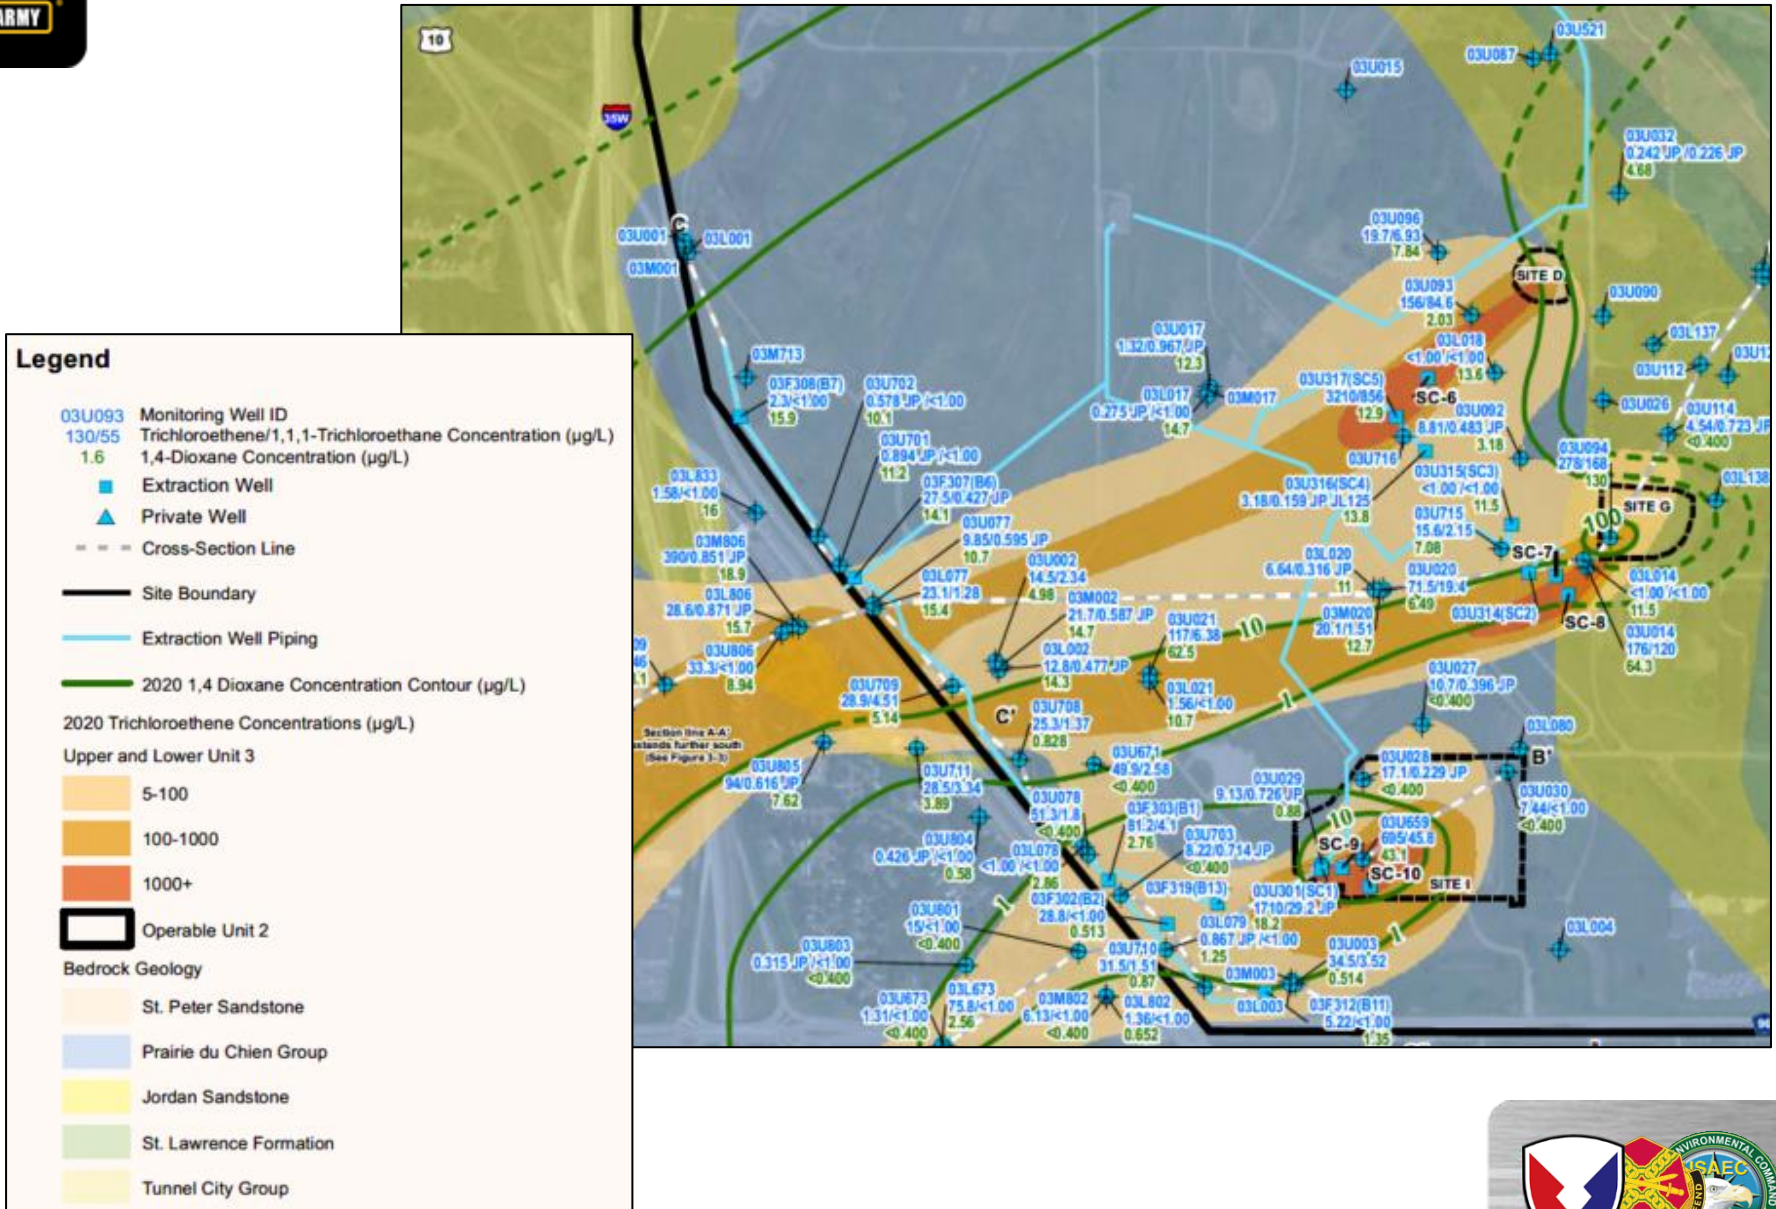 ARMY
10
35W
03U521
03U087
03U015
03U032
0.242 JP /0.226 JP
4.68
C
03U001
03L001
03M001
03U096
19.7/6.93
7.84
SITE D
03U093
156/84.6
2.03
03U090
03L137
03U112
03L018
<1.00 /<1.00
13.6
03U017
1.32/0.967 JP
12.3
03M713
03F308(B7)
2.3/<1.00
15.9
03U702
0.578 JP /<1.00
10.1
03U317(SC5)
3210/856
12.9
SC-6
03L017
0.275 JP /<1.00
14.7
03M017
03U026
03U114
4.54/0.723 JP
<0.400
03U092
8.81/0.483 JP
3.18
03U701
0.894 JP /<1.00
11.2
03U716
03U094
278/168
130
03L833
1.58/<1.00
16
03F307(B6)
27.5/0.427 JP
14.1
03U316(SC4)
3.18/0.159 JP JL125
13.8
03U315(SC3)
<1.00 /<1.00
11.5
03L138
SITE G
100
03U077
9.85/0.595 JP
10.7
03U715
15.6/2.15
7.08
03M806
390/0.851 JP
18.9
03U002
14.5/2.34
4.98
03L020
6.64/0.316 JP
11
SC-7
03L077
23.1/1.28
15.4
03U020
71.5/19.4
6.49
03L014
<1.00 /<1.00
11.5
03L806
28.6/0.871 JP
15.7
03M002
21.7/0.587 JP
14.7
03M020
20.1/1.51
12.7
03U314(SC2)
SC-8
03U021
117/6.38
62.5
10
03U014
176/120
64.3
03U806
33.3/<1.00
8.94
03L002
12.8/0.477 JP
14.3
03U027
10.7/0.396 JP
<0.400
03U709
28.9/4.51
5.14
03L021
1.56/<1.00
10.7
1
C'
03U708
25.3/1.37
0.828
03L080
Section line A-A'
extends further south
(See Figure 3-3)
B'
03U805
94/0.616 JP
7.62
03U711
28.5/3.34
3.89
03U671
49.9/2.58
<0.400
03U028
17.1/0.229 JP
<0.400
03U029
9.13/0.726 JP
0.88
03U030
7.44/<1.00
<0.400
03U078
51.3/1.8
<0.400
03F303(B1)
81.2/4.1
2.76
10
03U659
695/45.8
43.1
03U703
8.22/0.714 JP
<0.400
03U804
0.426 JP /<1.00
0.58
03L078
<1.00 /<1.00
2.86
SC-9
SC-10
SITE I
03F319(B13)
03U301(SC1)
1710/29.2 JP
18.2
03F302(B2)
28.8/<1.00
0.513
1
03U801
15/<1.00
<0.400
03L079
0.867 JP /<1.00
1.25
1
03L004
03U803
0.315 JP /<1.00
<0.400
03U710
31.5/1.51
0.87
03U003
34.5/3.52
0.514
03M003
03L003
03U673
1.31/<1.00
<0.400
03L673
75.8/<1.00
2.56
03M802
6.13/<1.00
<0.400
03L802
1.36/<1.00
0.652
03F312(B11)
5.22/<1.00
1.35
Legend
03U093 Monitoring Well ID
130/55 Trichloroethene/1,1,1-Trichloroethane Concentration (µg/L)
1.6 1,4-Dioxane Concentration (µg/L)
Extraction Well
Private Well
Cross-Section Line
Site Boundary
Extraction Well Piping
2020 1,4 Dioxane Concentration Contour (µg/L)
2020 Trichloroethene Concentrations (µg/L)
Upper and Lower Unit 3
5-100
100-1000
1000+
Operable Unit 2
Bedrock Geology
St. Peter Sandstone
Prairie du Chien Group
Jordan Sandstone
St. Lawrence Formation
Tunnel City Group
ENVIRONMENTAL COMMAND
USAEC